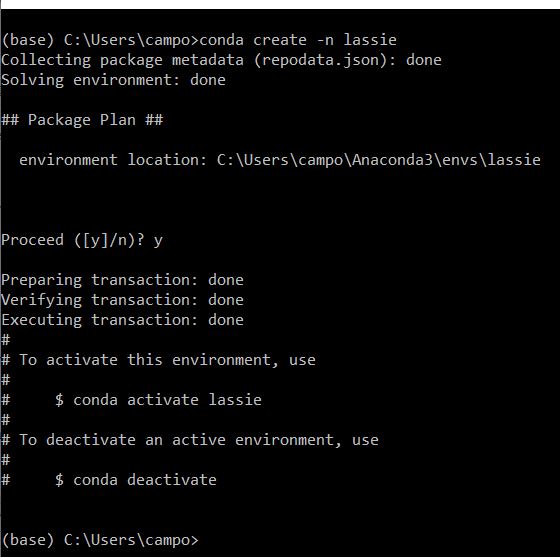 (base) C:\Users\campo>conda create -n lassie
Collecting package metadata (repodata.json): done
Solving environment: done
## Package Plan ##
environment location: C:\Users\campo\Anaconda3\envs\lassie
Proceed ([y]/n)? y
Preparing transaction: done
Verifying transaction: done
Executing transaction: done
#
# To activate this environment, use
#
#     $ conda activate lassie
#
# To deactivate an active environment, use
#
#     $ conda deactivate
(base) C:\Users\campo>